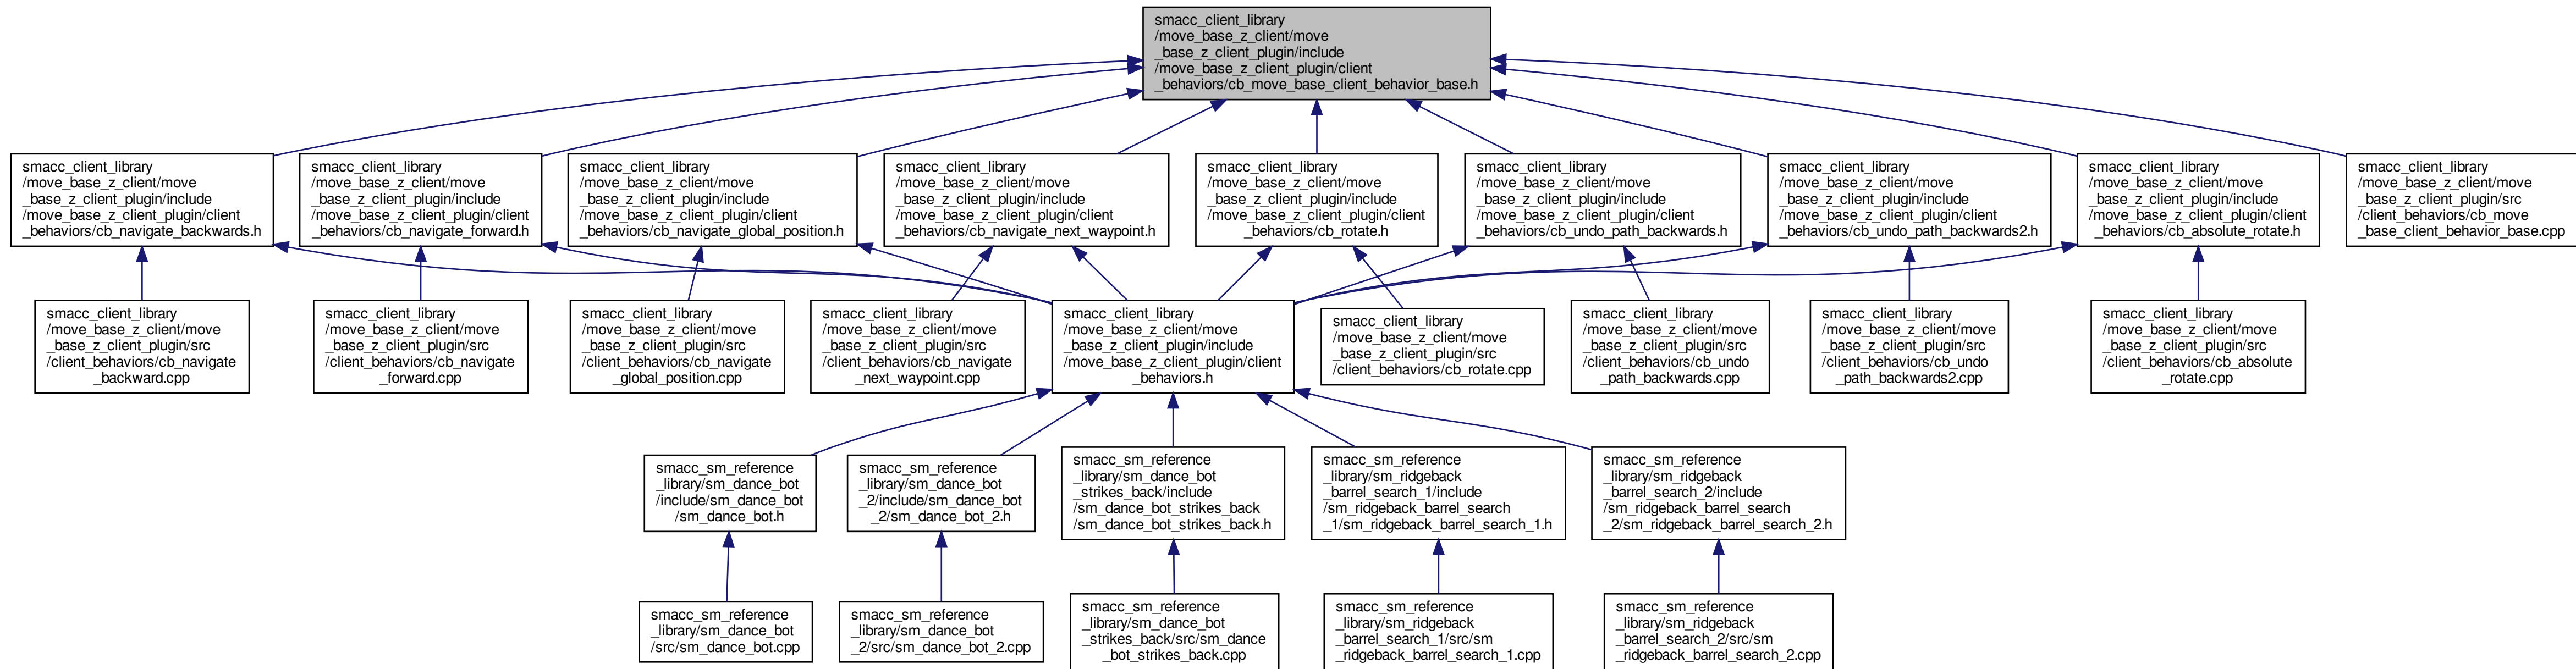 smacc_client_library
/move_base_z_client/move
_base_z_client_plugin/include
/move_base_z_client_plugin/client
_behaviors/cb_move_base_client_behavior_base.h
smacc_client_library
/move_base_z_client/move
_base_z_client_plugin/include
/move_base_z_client_plugin/client
_behaviors/cb_navigate_backwards.h
smacc_client_library
/move_base_z_client/move
_base_z_client_plugin/include
/move_base_z_client_plugin/client
_behaviors/cb_navigate_forward.h
smacc_client_library
/move_base_z_client/move
_base_z_client_plugin/include
/move_base_z_client_plugin/client
_behaviors/cb_navigate_global_position.h
smacc_client_library
/move_base_z_client/move
_base_z_client_plugin/include
/move_base_z_client_plugin/client
_behaviors/cb_navigate_next_waypoint.h
smacc_client_library
/move_base_z_client/move
_base_z_client_plugin/include
/move_base_z_client_plugin/client
_behaviors/cb_rotate.h
smacc_client_library
/move_base_z_client/move
_base_z_client_plugin/include
/move_base_z_client_plugin/client
_behaviors/cb_undo_path_backwards.h
smacc_client_library
/move_base_z_client/move
_base_z_client_plugin/include
/move_base_z_client_plugin/client
_behaviors/cb_undo_path_backwards2.h
smacc_client_library
/move_base_z_client/move
_base_z_client_plugin/include
/move_base_z_client_plugin/client
_behaviors/cb_absolute_rotate.h
smacc_client_library
/move_base_z_client/move
_base_z_client_plugin/src
/client_behaviors/cb_move
_base_client_behavior_base.cpp
smacc_client_library
/move_base_z_client/move
_base_z_client_plugin/src
/client_behaviors/cb_navigate
_backward.cpp
smacc_client_library
/move_base_z_client/move
_base_z_client_plugin/src
/client_behaviors/cb_navigate
_forward.cpp
smacc_client_library
/move_base_z_client/move
_base_z_client_plugin/src
/client_behaviors/cb_navigate
_global_position.cpp
smacc_client_library
/move_base_z_client/move
_base_z_client_plugin/src
/client_behaviors/cb_navigate
_next_waypoint.cpp
smacc_client_library
/move_base_z_client/move
_base_z_client_plugin/include
/move_base_z_client_plugin/client
_behaviors.h
smacc_client_library
/move_base_z_client/move
_base_z_client_plugin/src
/client_behaviors/cb_rotate.cpp
smacc_client_library
/move_base_z_client/move
_base_z_client_plugin/src
/client_behaviors/cb_undo
_path_backwards.cpp
smacc_client_library
/move_base_z_client/move
_base_z_client_plugin/src
/client_behaviors/cb_undo
_path_backwards2.cpp
smacc_client_library
/move_base_z_client/move
_base_z_client_plugin/src
/client_behaviors/cb_absolute
_rotate.cpp
smacc_sm_reference
_library/sm_dance_bot
/include/sm_dance_bot
/sm_dance_bot.h
smacc_sm_reference
_library/sm_dance_bot
_2/include/sm_dance_bot
_2/sm_dance_bot_2.h
smacc_sm_reference
_library/sm_dance_bot
_strikes_back/include
/sm_dance_bot_strikes_back
/sm_dance_bot_strikes_back.h
smacc_sm_reference
_library/sm_ridgeback
_barrel_search_1/include
/sm_ridgeback_barrel_search
_1/sm_ridgeback_barrel_search_1.h
smacc_sm_reference
_library/sm_ridgeback
_barrel_search_2/include
/sm_ridgeback_barrel_search
_2/sm_ridgeback_barrel_search_2.h
smacc_sm_reference
_library/sm_dance_bot
/src/sm_dance_bot.cpp
smacc_sm_reference
_library/sm_dance_bot
_2/src/sm_dance_bot_2.cpp
smacc_sm_reference
_library/sm_dance_bot
_strikes_back/src/sm_dance
_bot_strikes_back.cpp
smacc_sm_reference
_library/sm_ridgeback
_barrel_search_1/src/sm
_ridgeback_barrel_search_1.cpp
smacc_sm_reference
_library/sm_ridgeback
_barrel_search_2/src/sm
_ridgeback_barrel_search_2.cpp